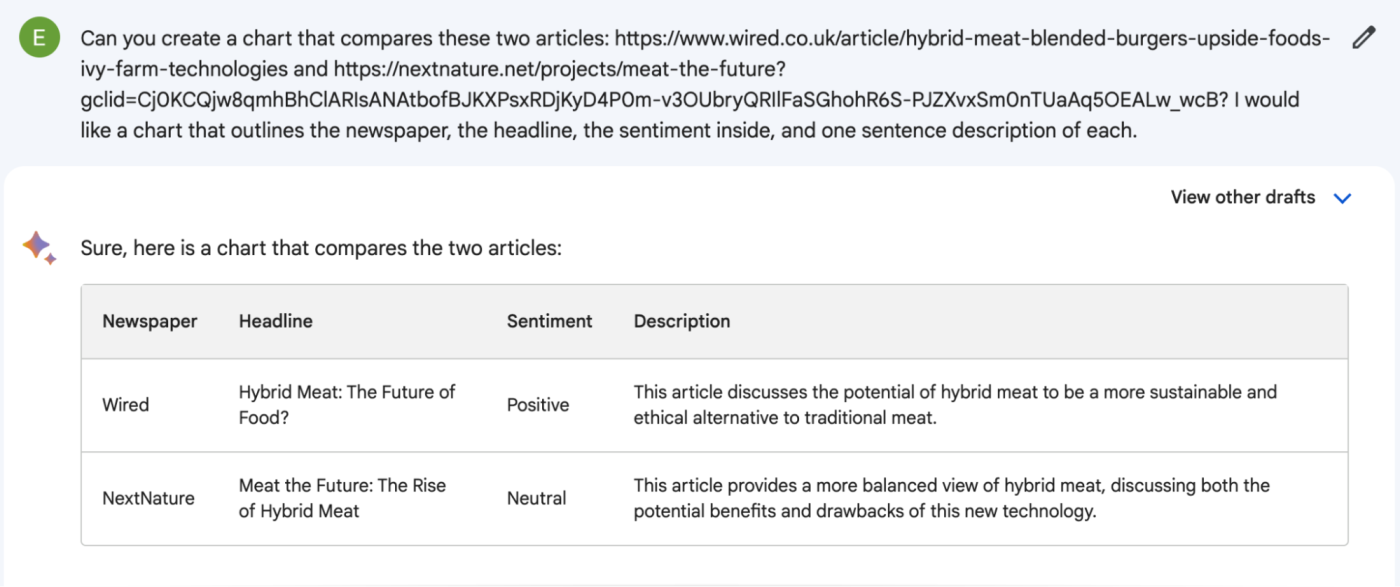 E
Can you create a chart that compares these two articles: https://www.wired.co.uk/article/hybrid-meat-blended-burgers-upside-foods-
ivy-farm-technologies and https://nextnature.net/projects/meat-the-future?
gclid=Cj0KCQjw8qmhBhClARIsANAtbofBJKXPsxRDjKyD4P0m-v3OUbryQRIlFaSGhohR6S-PJZXvxSm0nTUaAq5OEALw_wcB? I would
like a chart that outlines the newspaper, the headline, the sentiment inside, and one sentence description of each.
View other drafts
Sure, here is a chart that compares the two articles:
Newspaper Headline Sentiment Description
Wired
Hybrid Meat: The Future of
Food?
Positive
This article discusses the potential of hybrid meat to be a more sustainable and
ethical alternative to traditional meat.
NextNature
Meat the Future: The Rise
of Hybrid Meat
Neutral
This article provides a more balanced view of hybrid meat, discussing both the
potential benefits and drawbacks of this new technology.